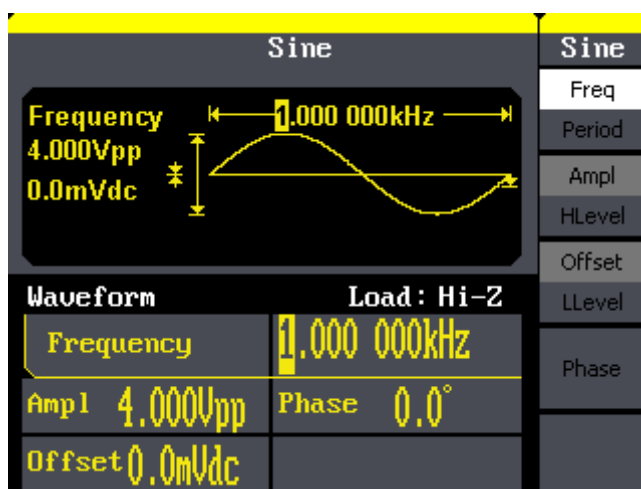 Sine
Frequency
1.000 000kHz
4.000Vpp
0.0mVdc
Waveform
Load: Hi-Z
Frequency
1.000 000kHz
Ampl 4.000Vpp
Phase 0.0°
Offset 0.0mVdc
Sine
Freq
Period
Ampl
HLevel
Offset
LLevel
Phase